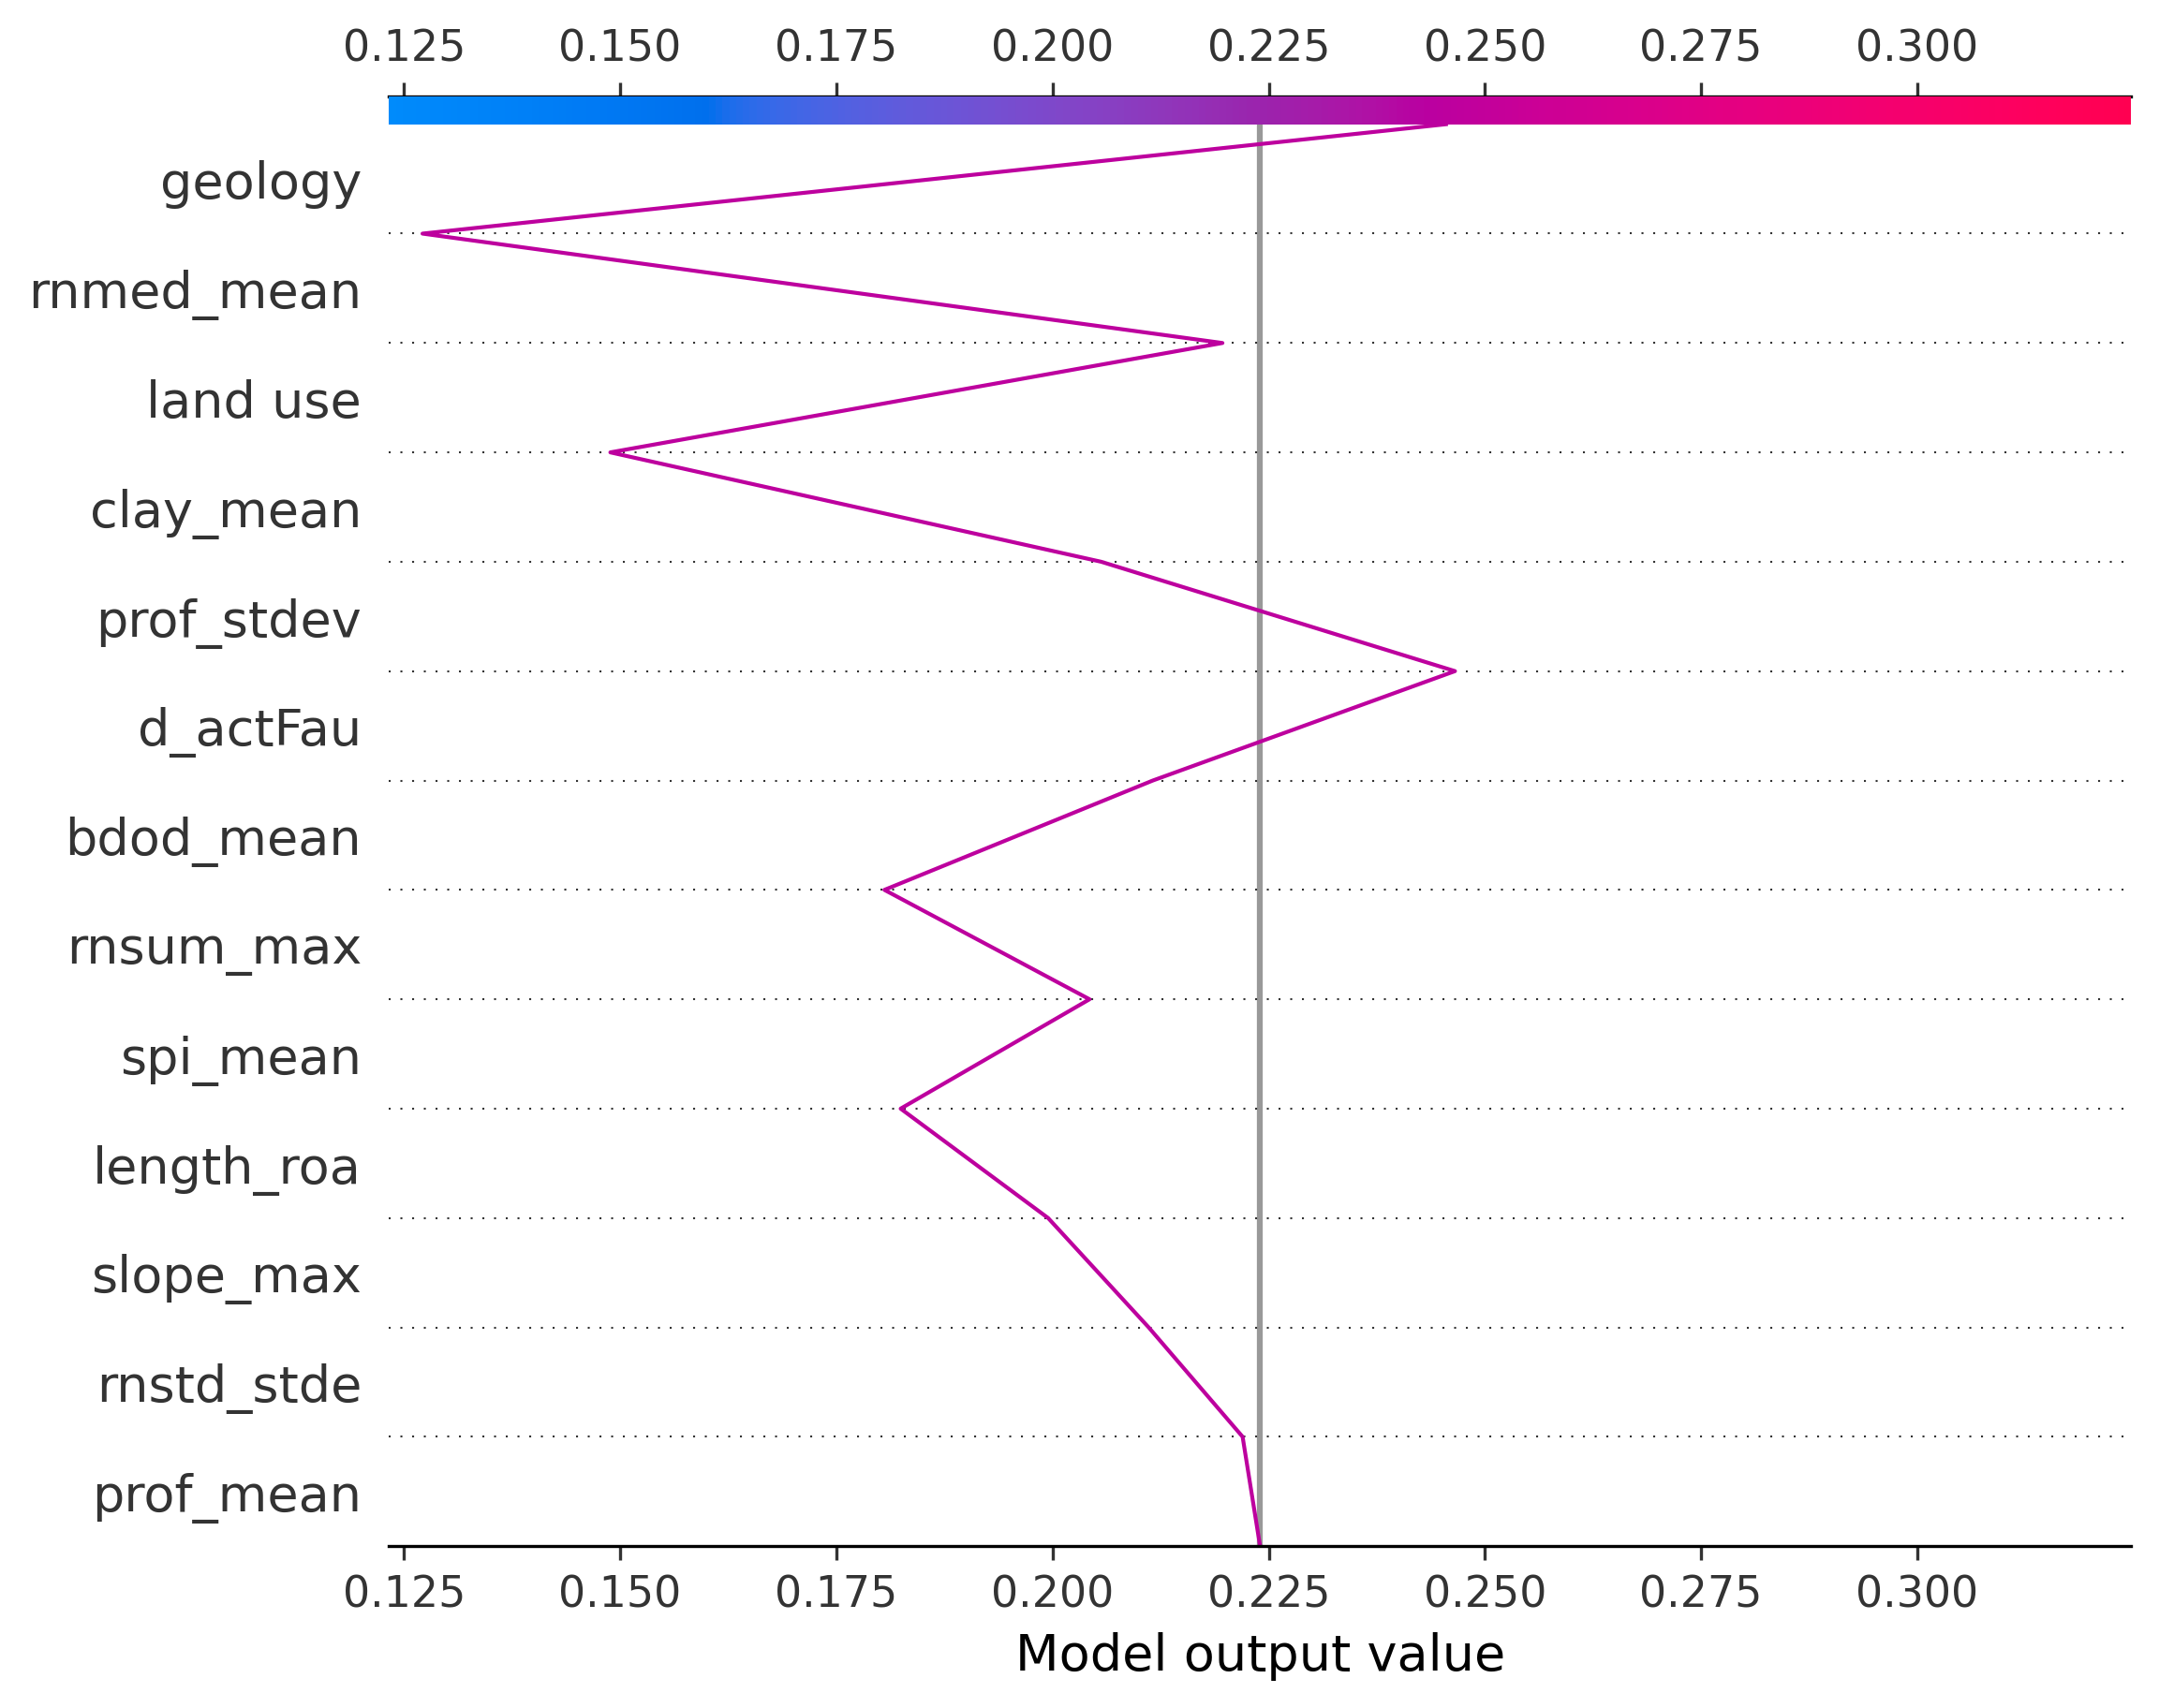 0.125 0.150 0.175 0.200 0.225 0.250 0.275 0.300
geology
rnmed_mean
land use
clay_mean
prof_stdev
d_actFau
bdod_mean
rnsum_max
spi_mean
length_roa
slope_max
rnstd_stde
prof_mean
0.125 0.150 0.175 0.200 0.225 0.250 0.275 0.300
Model output value